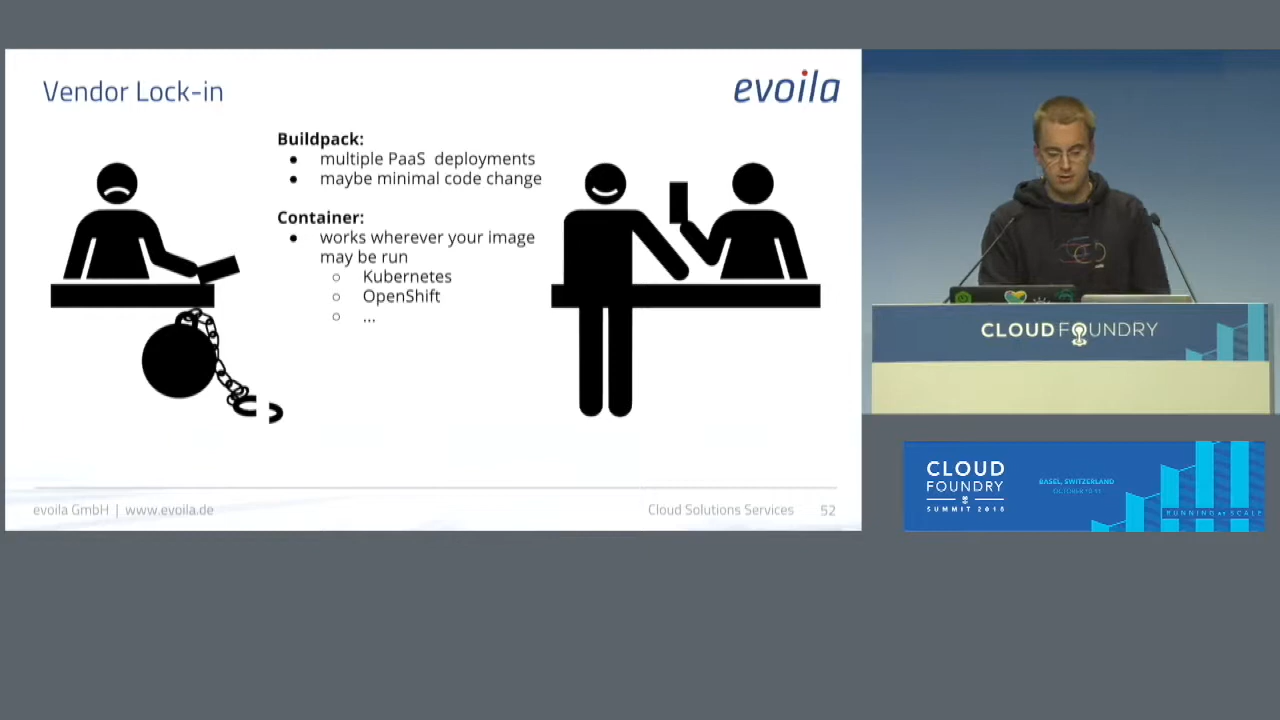 Vendor Lock-in
evoila
Buildpack:
● multiple PaaS deployments
● maybe minimal code change
Container:
● works wherever your image
may be run
○ Kubernetes
○ OpenShift
○ ...
evoila GmbH | www.evoila.de
Cloud Solutions Services 52
CLOUD FOUNDRY
CLOUD
FOUNDRY
SUMMIT 2018
BASEL, SWITZERLAND
RUNNING AT SCALE